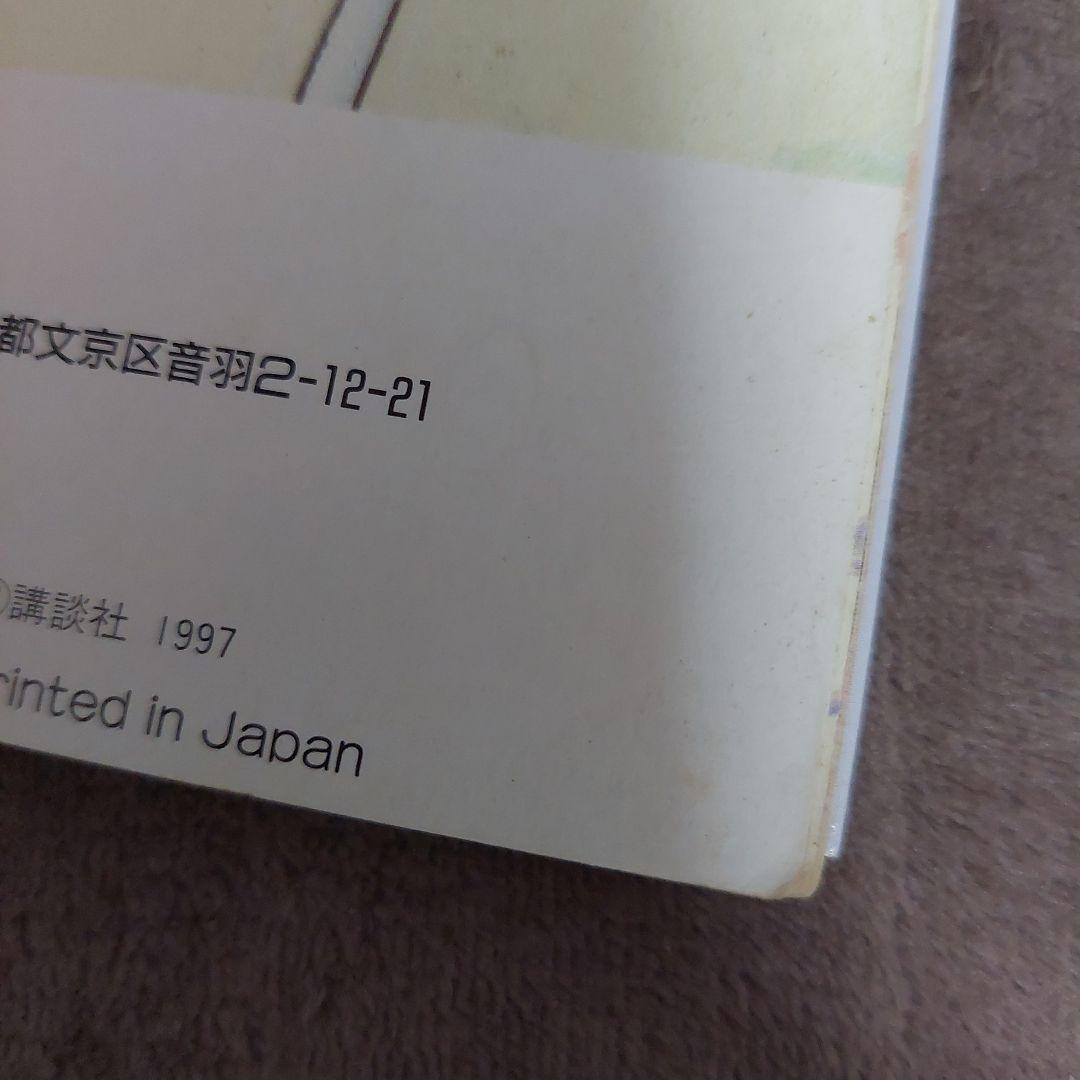 都文京区音羽2-12-21
講談社 1997
rinted in Japan